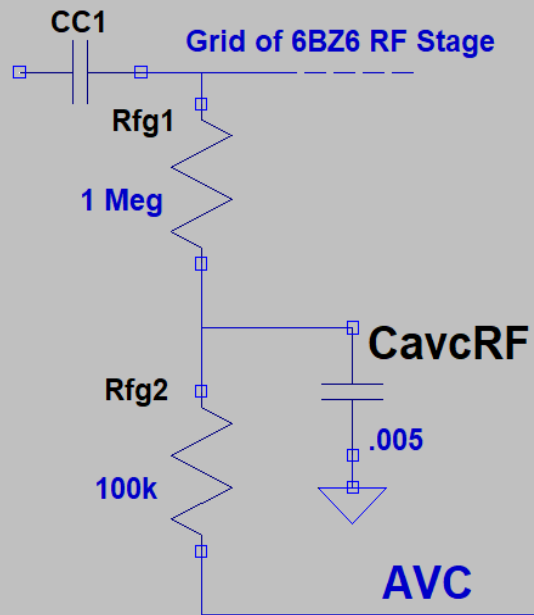 CC1
Grid of 6BZ6 RF Stage
Rfg1
1 Meg
CavcRF
Rfg2
.005
100k
AVC